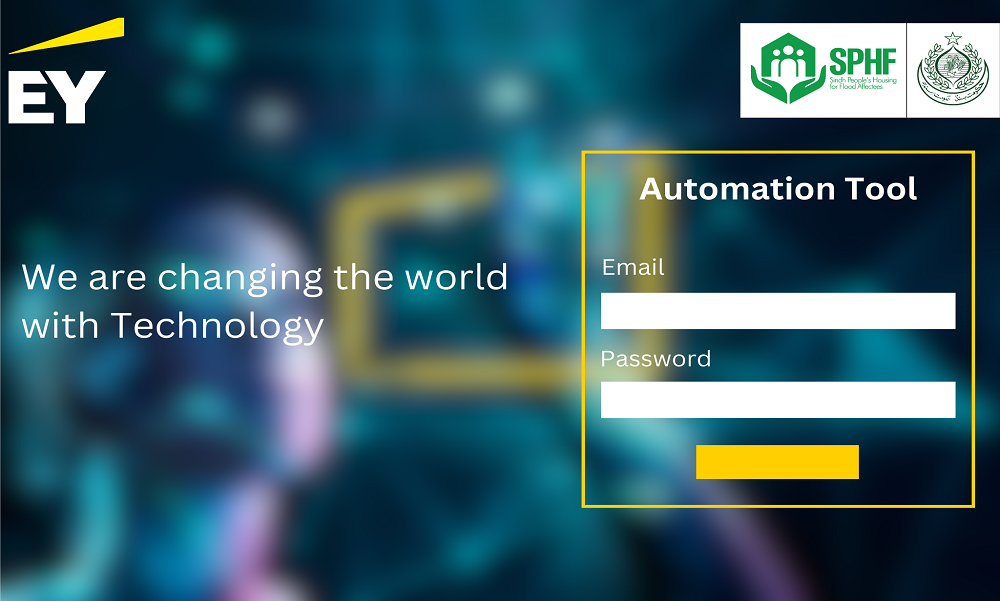 EY
SPHF
Sindh People's Housing
for Flood Affectees
Automation Tool
We are changing the world
with Technology
Email
Password